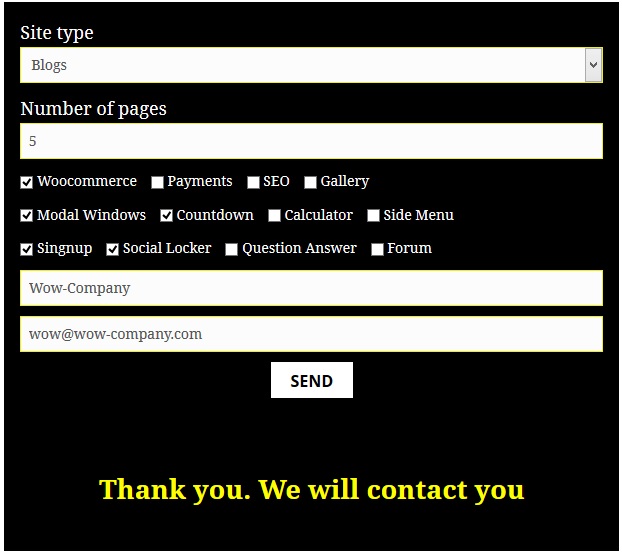 Site type
Blogs
Number of pages
5
Woocommerce Payments SEO Gallery
Modal Windows Countdown Calculator Side Menu
Singnup Social Locker Question Answer Forum
Wow-Company
wow@wow-company.com
SEND
Thank you. We will contact you